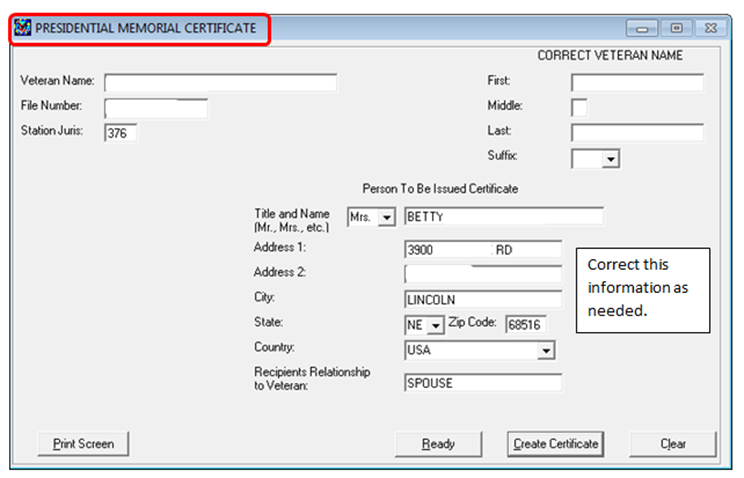 PRESIDENTIAL MEMORIAL CERTIFICATE
CORRECT VETERAN NAME
Veteran Name:
First:
File Number:
Middle:
Station Juris: 376
Last:
Suffix:
Person To Be Issued Certificate
Title and Name
(Mr., Mrs., etc.) Mrs. BETTY
Address 1: 3900 RD
Address 2:
City: LINCOLN
State: NE Zip Code: 68516
Country: USA
Recipients Relationship
to Veteran: SPOUSE
Correct this
information as
needed.
Print Screen Ready Create Certificate Clear